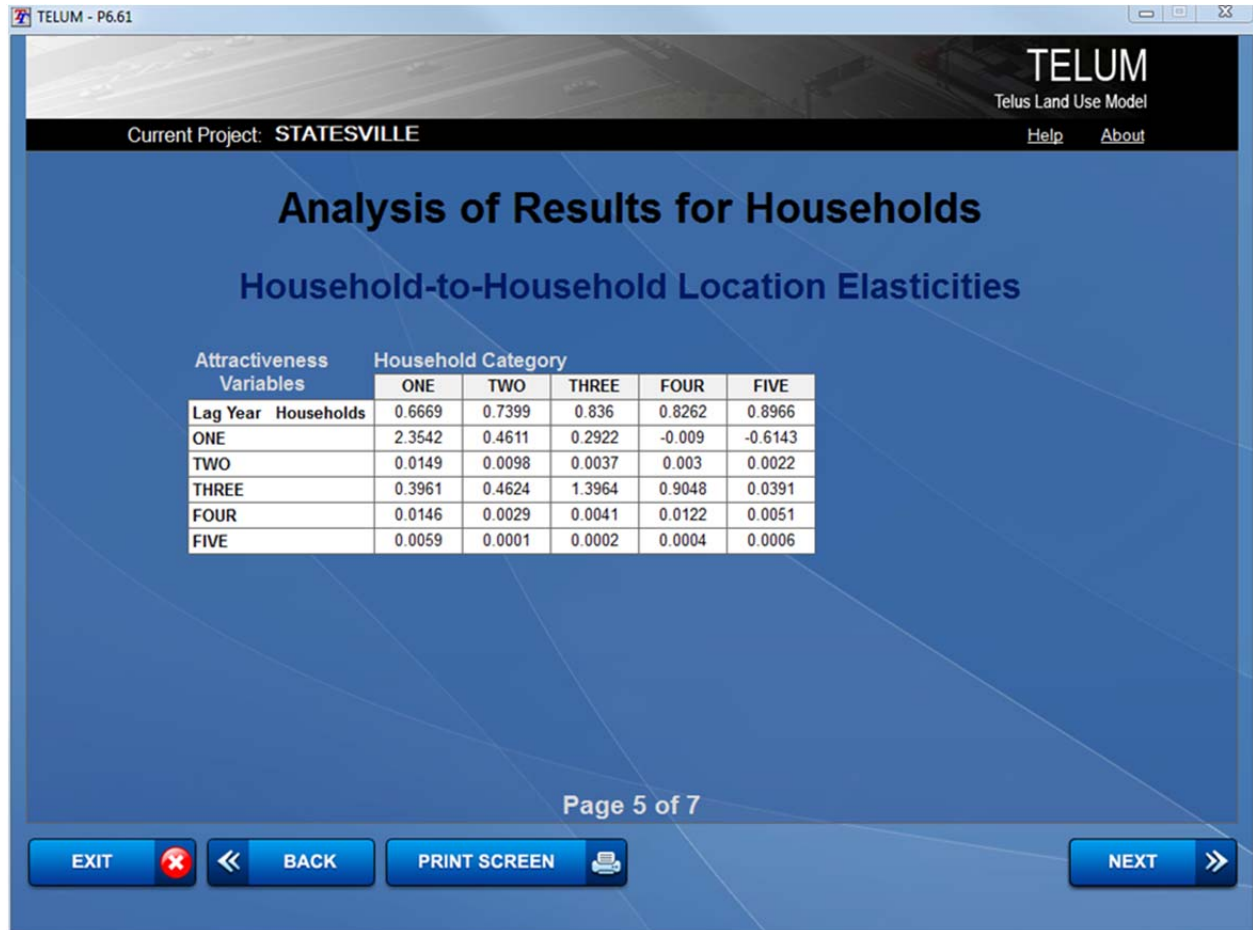 TELUM - P6.61
TELUM
Telus Land Use Model
Current Project: STATESVILLE Help About
Analysis of Results for Households
Household-to-Household Location Elasticities
Attractiveness Household Category
Variables ONE TWO THREE FOUR FIVE
Lag Year Households 0.6669 0.7399 0.836 0.8262 0.8966
ONE 2.3542 0.4611 0.2922 -0.009 -0.6143
TWO 0.0149 0.0098 0.0037 0.003 0.0022
THREE 0.3961 0.4624 1.3964 0.9048 0.0391
FOUR 0.0146 0.0029 0.0041 0.0122 0.0051
FIVE 0.0059 0.0001 0.0002 0.0004 0.0006
Page 5 of 7
EXIT BACK PRINT SCREEN NEXT